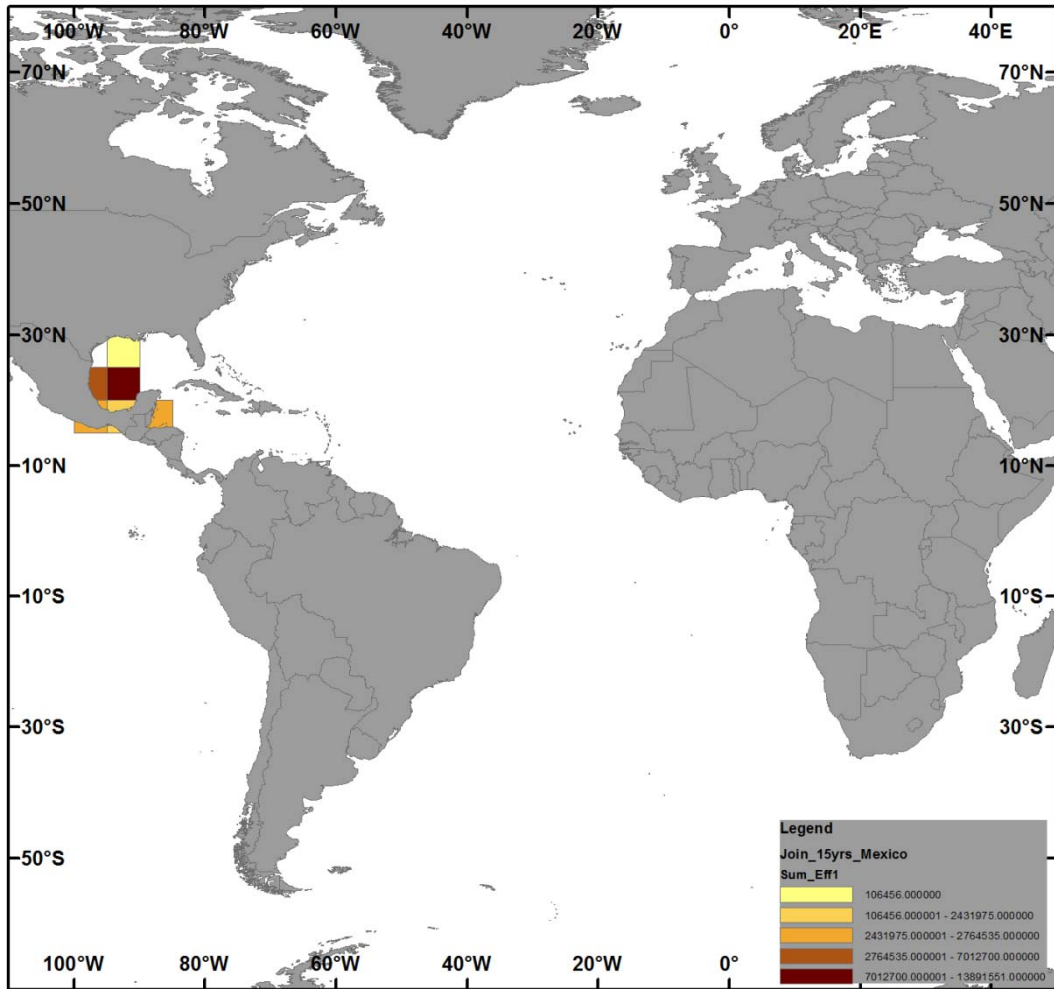 100°W 80°W 60°W 40°W 20°W 0° 20°E 40°E
70°N 70°N
50°N 50°N
30°N 30°N
10°N 10°N
10°S 10°S
30°S 30°S
50°S
Legend
Join_15yrs_Mexico
Sum_Eff1
106456.000000
106456.000001 - 2431975.000000
2431975.000001 - 2764535.000000
2764535.000001 - 7012700.000000
7012700.000001 - 13891551.000000
100°W 80°W 60°W 40°W 20°W 0°